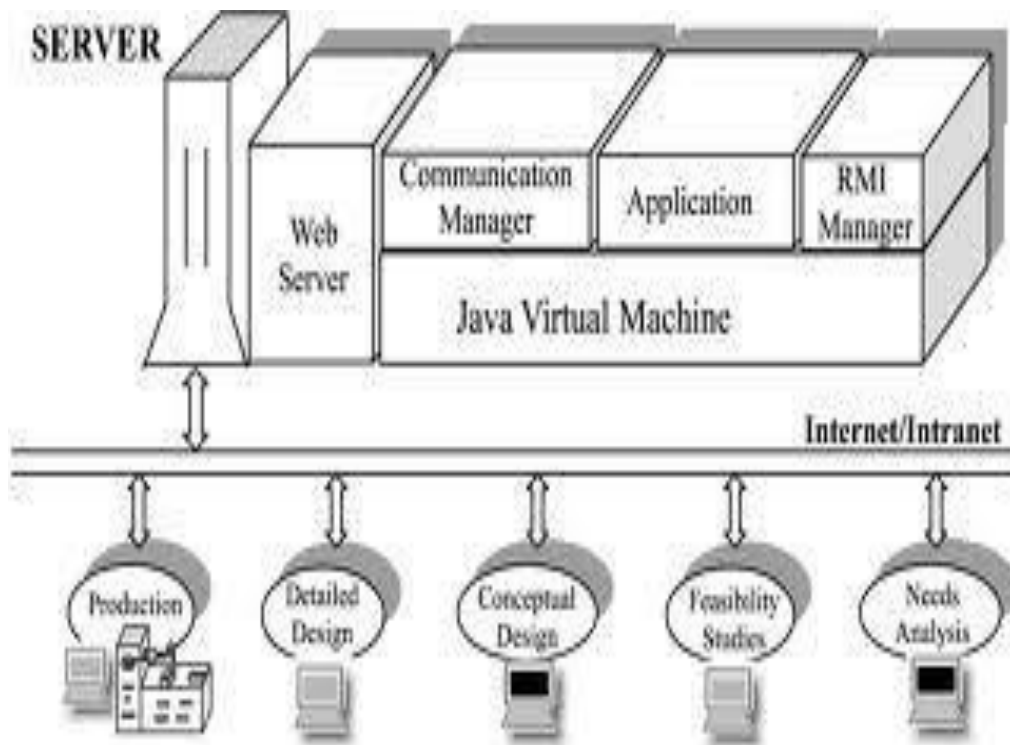 SERVER
Web
Server
Communication
Manager
Application
RMI
Manager
Java Virtual Machine
Internet/Intranet
Production
Detailed
Design
Conceptual
Design
Feasibility
Studies
Needs
Analysis